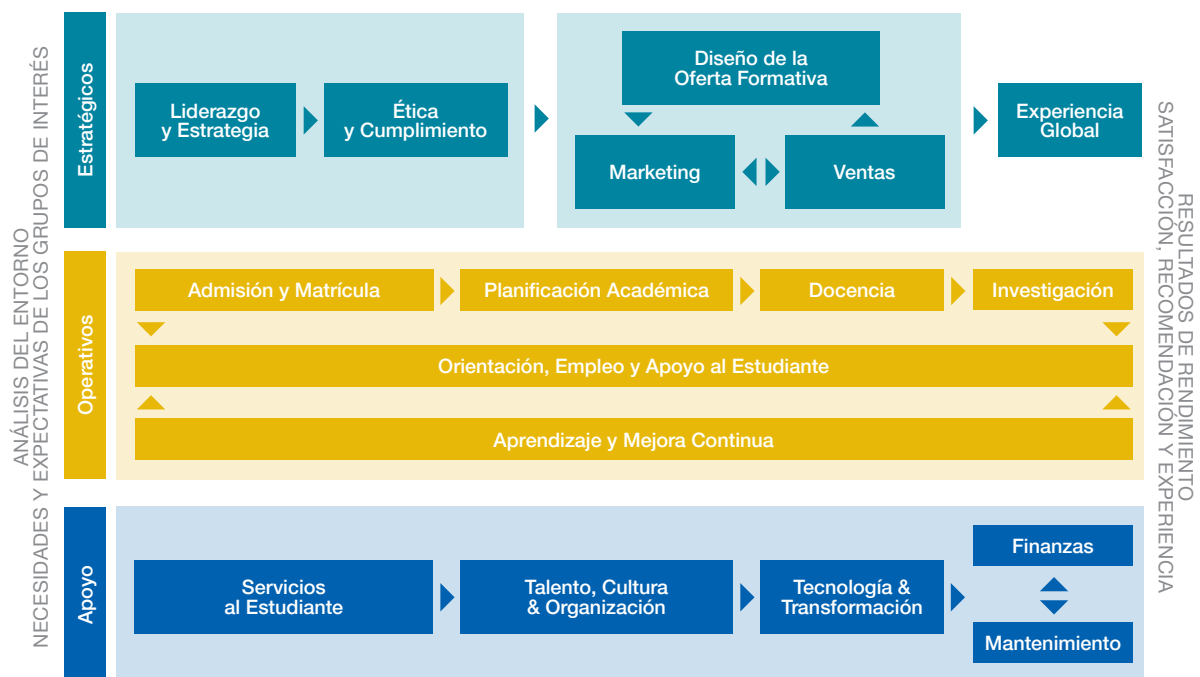 ANÁLISIS DEL ENTORNO
NECESIDADES Y EXPECTATIVAS DE LOS GRUPOS DE INTERÉS
Estratégicos
Liderazgo
y Estrategia
Ética
y Cumplimiento
Diseño de la
Oferta Formativa
Marketing
Ventas
Experiencia
Global
Operativos
Admisión y Matrícula
Planificación Académica
Docencia
Investigación
Orientación, Empleo y Apoyo al Estudiante
Aprendizaje y Mejora Continua
Apoyo
Servicios
al Estudiante
Talento, Cultura
& Organización
Tecnología &
Transformación
Finanzas
Mantenimiento
RESULTADOS DE RENDIMIENTO
SATISFACCIÓN, RECOMENDACIÓN Y EXPERIENCIA